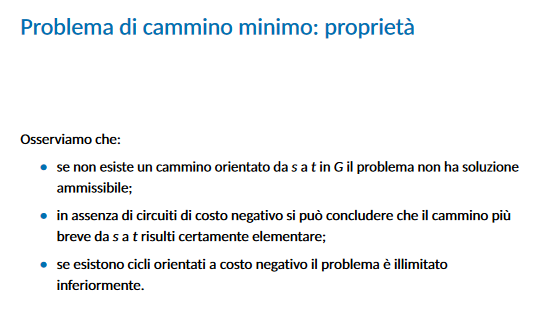 Problema di cammino minimo: proprietà
Osserviamo che:
• se non esiste un cammino orientato da s a t in G il problema non ha soluzione
ammissibile;
• in assenza di circuiti di costo negativo si può concludere che il cammino più
breve da s a t risulti certamente elementare;
• se esistono cicli orientati a costo negativo il problema è illimitato
inferiormente.